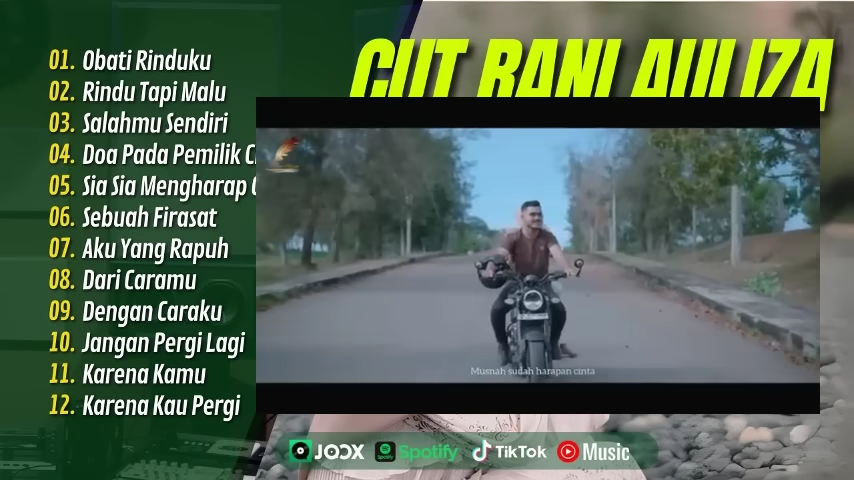 CUT RANI AULIZA
01. Obati Rinduku
02. Rindu Tapi Malu
03. Salahmu Sendiri
04. Doa Pada Pemilik
05. Sia Sia Mengharap
06. Sebuah Firasat
07. Aku Yang Rapuh
08. Dari Caramu
09. Dengan Caraku
10. Jangan Pergi Lagi
11. Karena Kamu
12. Karena Kau Pergi
Musnah sudah harapan cinta
JOOX Spotify Spotify TikTok Music